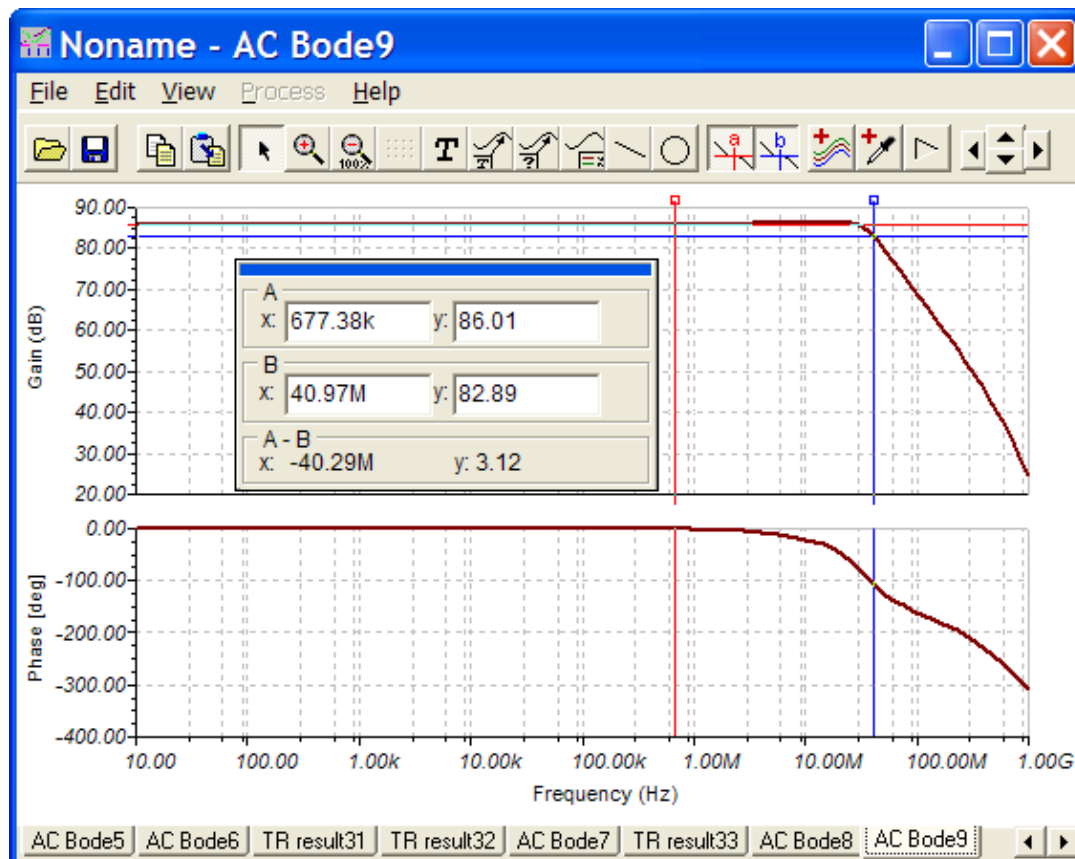 Noname - AC Bode9
File Edit View Process Help
100%
T
T
?
a
b
Gain (dB)
90.00
80.00
70.00
60.00
50.00
40.00
30.00
20.00
A
x: 677.38k y: 86.01
B
x: 40.97M y: 82.89
A - B
x: -40.29M y: 3.12
Phase [deg]
0.00
-100.00
-200.00
-300.00
-400.00
10.00 100.00 1.00k 10.00k 100.00k 1.00M 10.00M 100.00M 1.00G
Frequency (Hz)
AC Bode5 AC Bode6 TR result31 TR result32 AC Bode7 TR result33 AC Bode8 AC Bode9